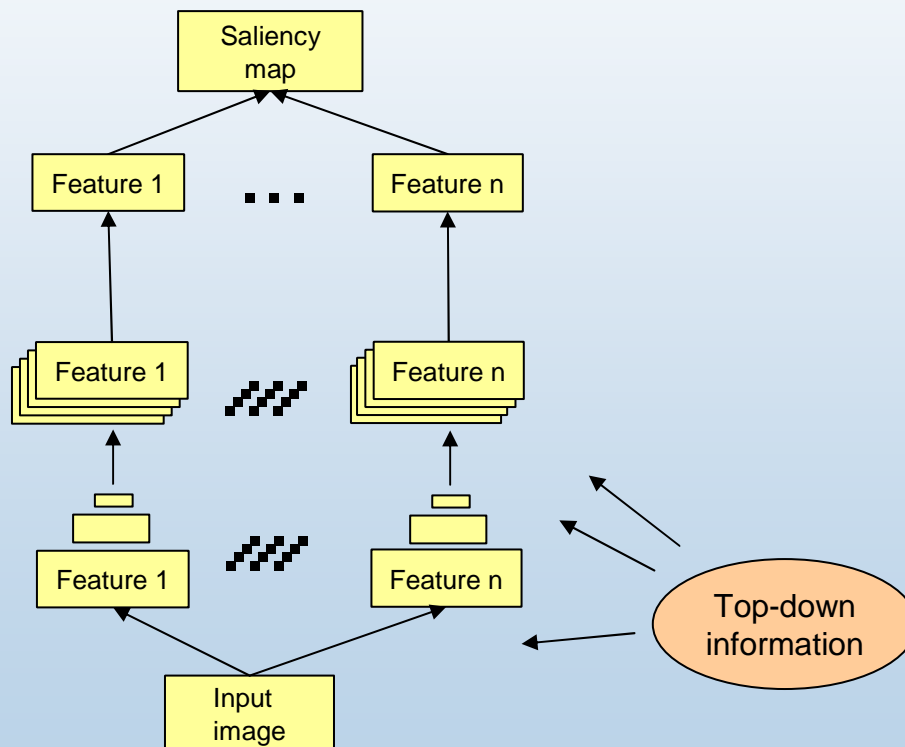 Saliency
map
Feature 1
Feature n
Feature 1
Feature n
Feature 1
Feature n
Top-down
information
Input
image